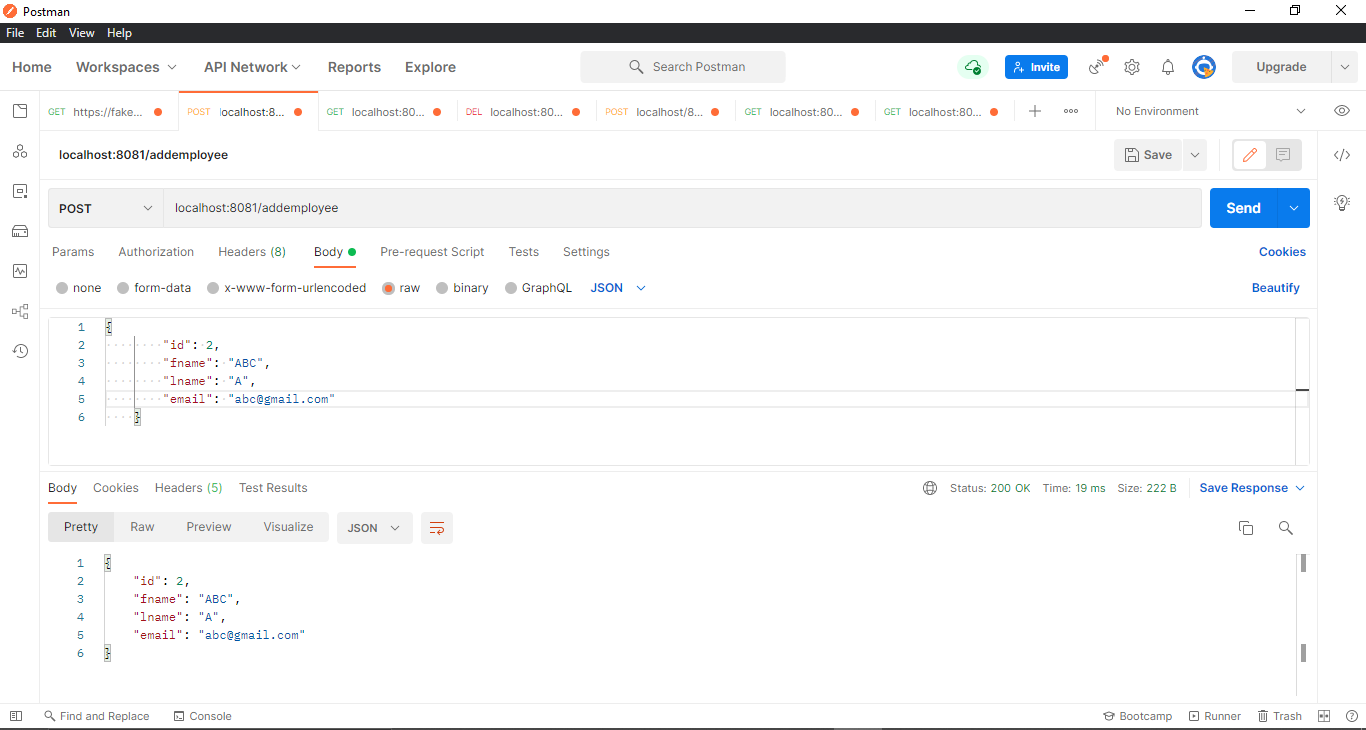 Postman
File Edit View Help
Home Workspaces API Network Reports Explore Search Postman Invite Upgrade
GET https://fake... POST localhost:8... GET localhost:80... DEL localhost:80... POST localhost/8... GET localhost:80... GET localhost:80... No Environment
localhost:8081/addemployee Save
POST localhost:8081/addemployee Send
Params Authorization Headers (8) Body Pre-request Script Tests Settings Cookies
none form-data x-www-form-urlencoded raw binary GraphQL JSON Beautify
1 {
2 "id": 2,
3 "fname": "ABC",
4 "lname": "A",
5 "email": "abc@gmail.com"
6 }
Body Cookies Headers (5) Test Results Status: 200 OK Time: 19 ms Size: 222 B Save Response
Pretty Raw Preview Visualize JSON
1 {
2 "id": 2,
3 "fname": "ABC",
4 "lname": "A",
5 "email": "abc@gmail.com"
6 }
Find and Replace Console Bootcamp Runner Trash